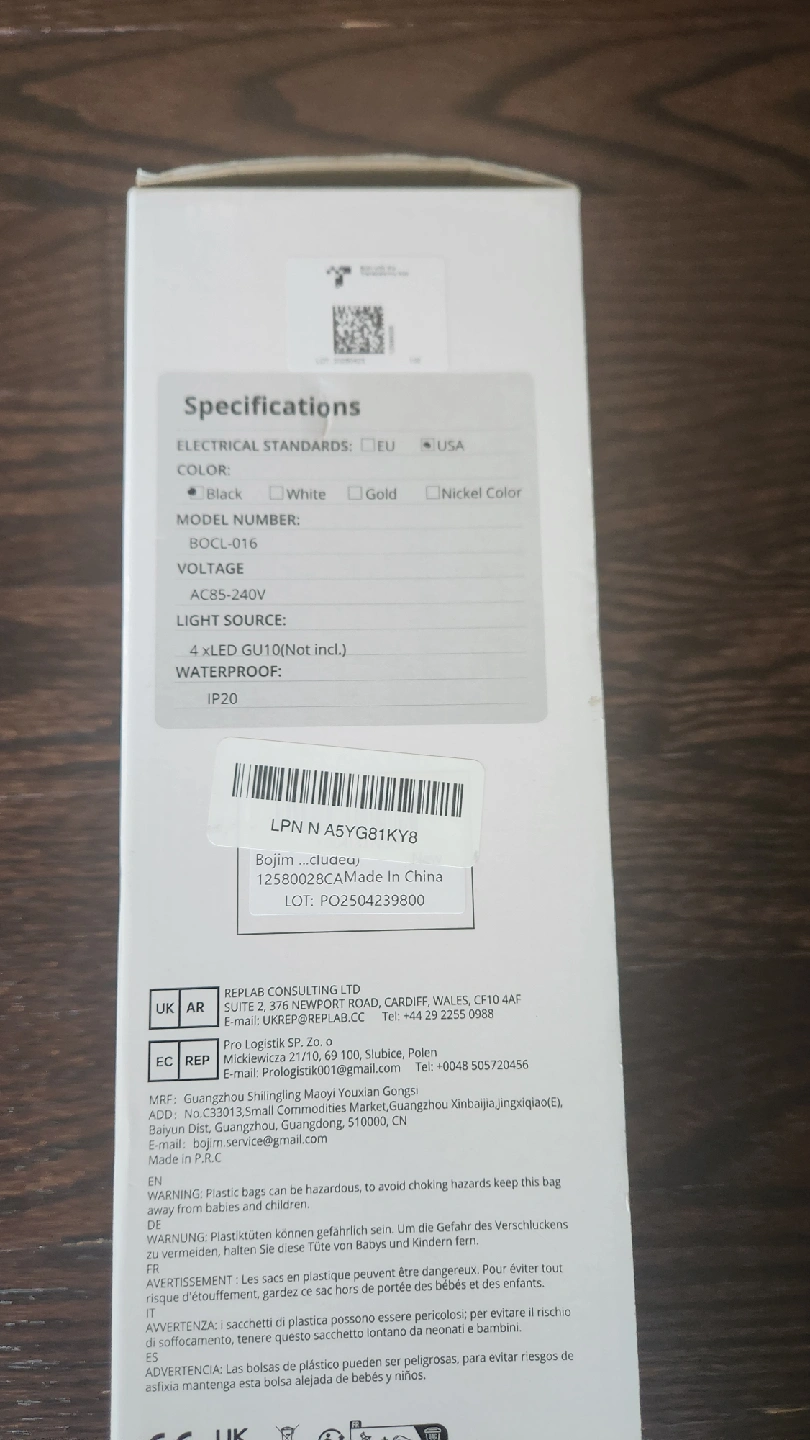 Specifications
ELECTRICAL STANDARDS: EU USA
COLOR:
Black White Gold Nickel Color
MODEL NUMBER:
BOCL-016
VOLTAGE
AC85-240V
LIGHT SOURCE:
4 xLED GU10(Not incl.)
WATERPROOF:
IP20
LPN N A5YG81KY8
Bojim ...cluded)
12580028CAMade In China
LOT: PO2504239800
UK AR
REPLAB CONSULTING LTD
SUITE 2, 376 NEWPORT ROAD, CARDIFF, WALES, CF10 4AF
E-mail: UKREP@REPLAB.CC Tel: +44 29 2255 0988
EC REP
Pro Logistik SP. Zo. o
Mickiewicza 21/10, 69 100, Slubice, Polen
E-mail: Prologistik001@gmail.com Tel: +0048 505720456
MRF: Guangzhou Shilingling Maoyi Youxian Gongsi
ADD: No.C33013,Small Commodities Market,Guangzhou Xinbaijiajingxiqiao(E),
Baiyun Dist, Guangzhou, Guangdong, 510000, CN
E-mail: bojim.service@gmail.com
Made in P.R.C
EN
WARNING: Plastic bags can be hazardous, to avoid choking hazards keep this bag
away from babies and children.
DE
WARNUNG: Plastiktüten können gefährlich sein. Um die Gefahr des Verschluckens
zu vermeiden, halten Sie diese Tüte von Babys und Kindern fern.
FR
AVERTISSEMENT : Les sacs en plastique peuvent être dangereux. Pour éviter tout
risque d'étouffement, gardez ce sac hors de portée des bébés et des enfants.
IT
AVVERTENZA: i sacchetti di plastica possono essere pericolosi; per evitare il rischio
di soffocamento, tenere questo sacchetto lontano da neonati e bambini.
ES
ADVERTENCIA: Las bolsas de plástico pueden ser peligrosas, para evitar riesgos de
asfixia mantenga esta bolsa alejada de bebés y niños.
CE UK